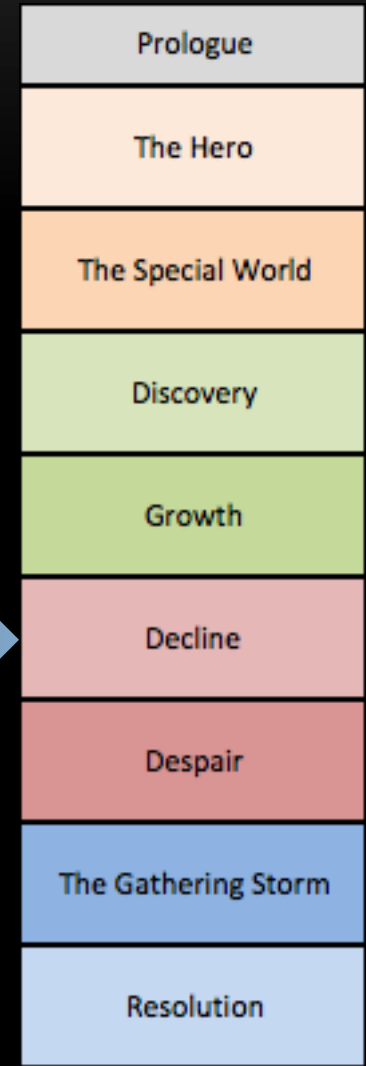 Prologue
The Hero
The Special World
Discovery
Growth
Decline
Despair
The Gathering Storm
Resolution